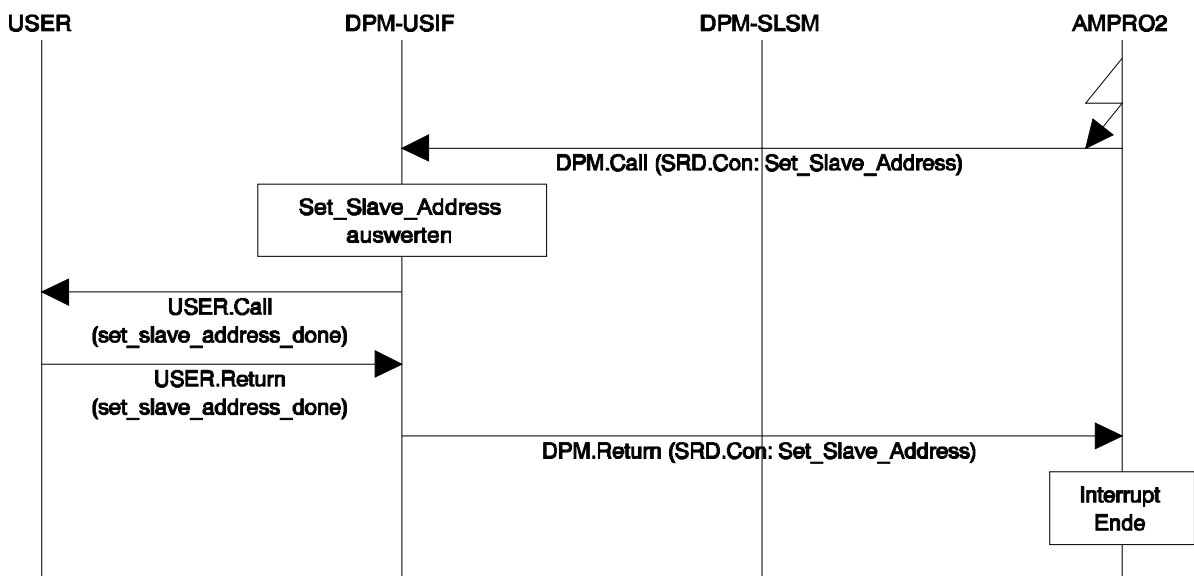 USER DPM-USIF DPM-SLSM AMPRO2
DPM.Call (SRD.Con: Set_Slave_Address)
Set_Slave_Address
auswerten
USER.Call
(set_slave_address_done)
USER.Return
(set_slave_address_done)
DPM.Return (SRD.Con: Set_Slave_Address)
Interrupt
Ende